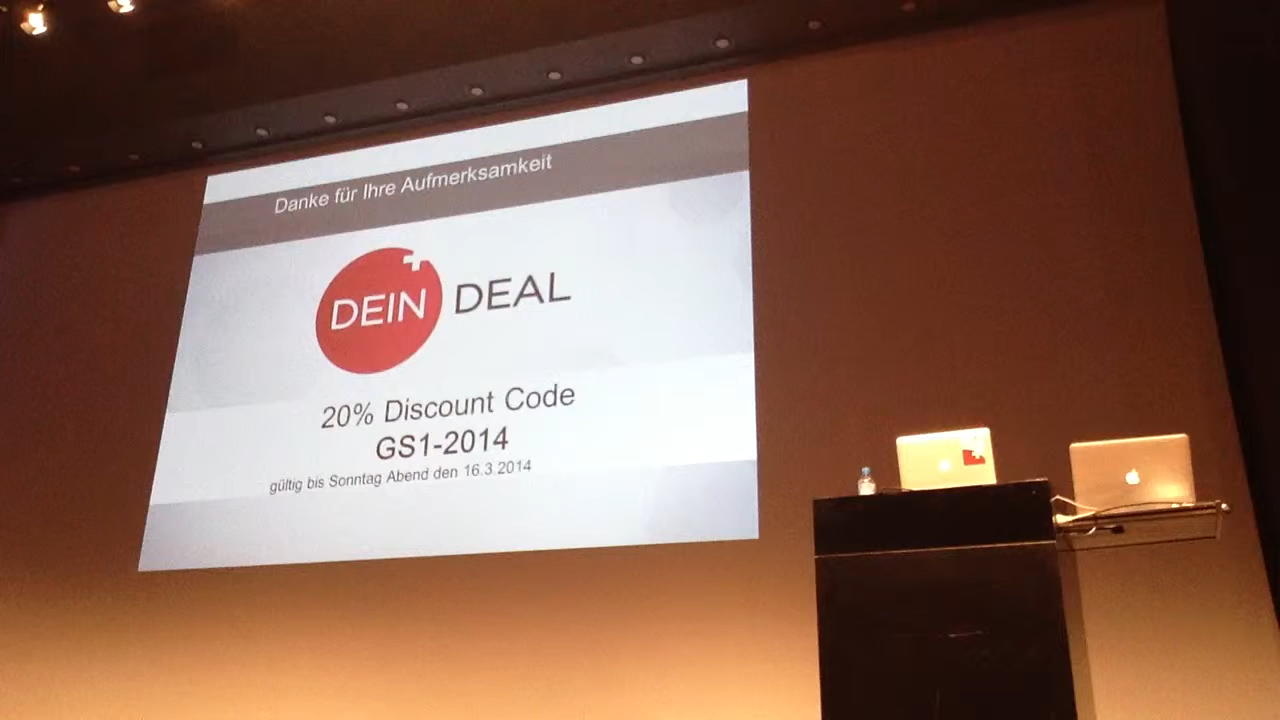 Danke für Ihre Aufmerksamkeit
DEIN DEAL
20% Discount Code
GS1-2014
gültig bis Sonntag Abend den 16.3.2014